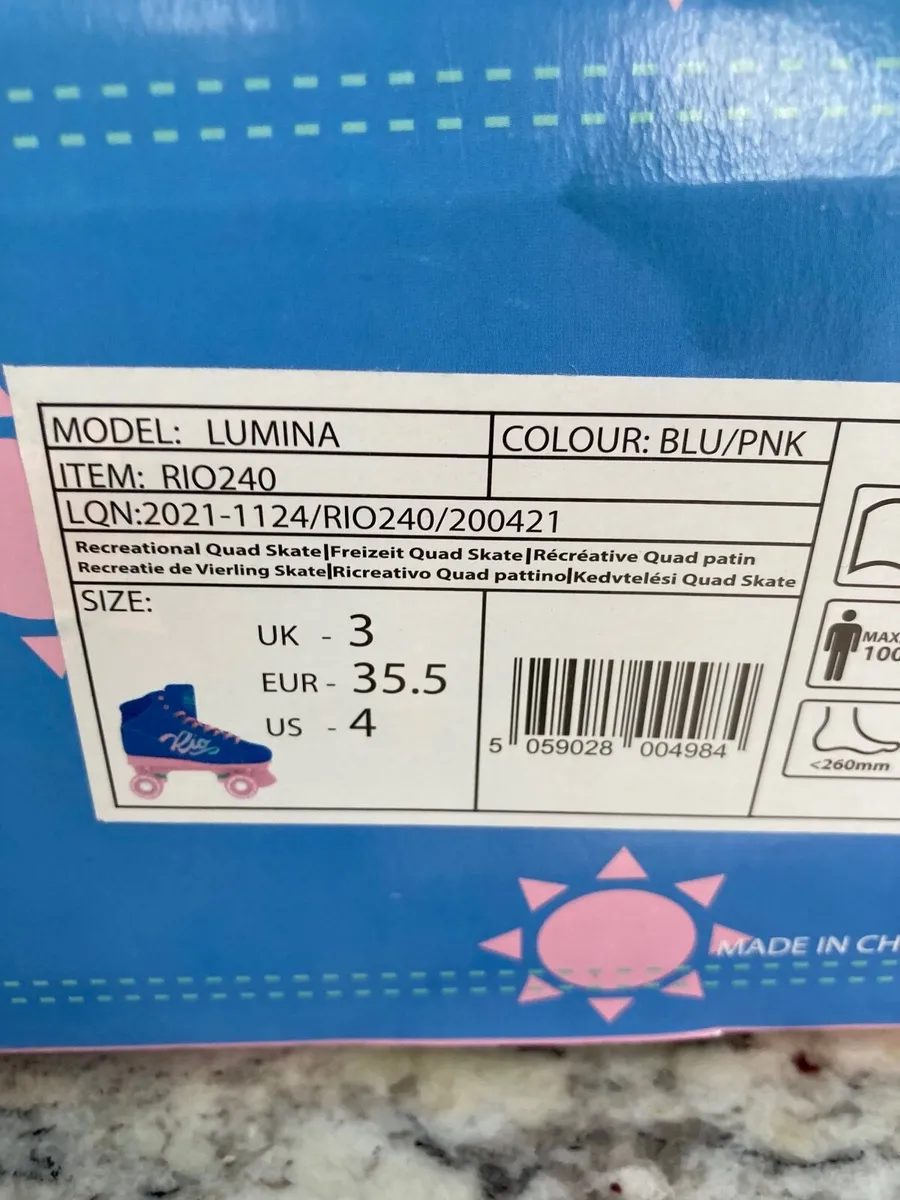 MODEL: LUMINA
COLOUR: BLU/PNK
ITEM: RIO240
LQN:2021-1124/RIO240/200421
Recreational Quad Skate|Freizeit Quad Skate|Récréative Quad patin
Recreatie de Vierling Skate|Ricreativo Quad pattino|Kedvtelési Quad Skate
SIZE:
UK - 3
EUR - 35.5
US - 4
Rio
5 059028 004984
MAX
100
<260mm
MADE IN CH